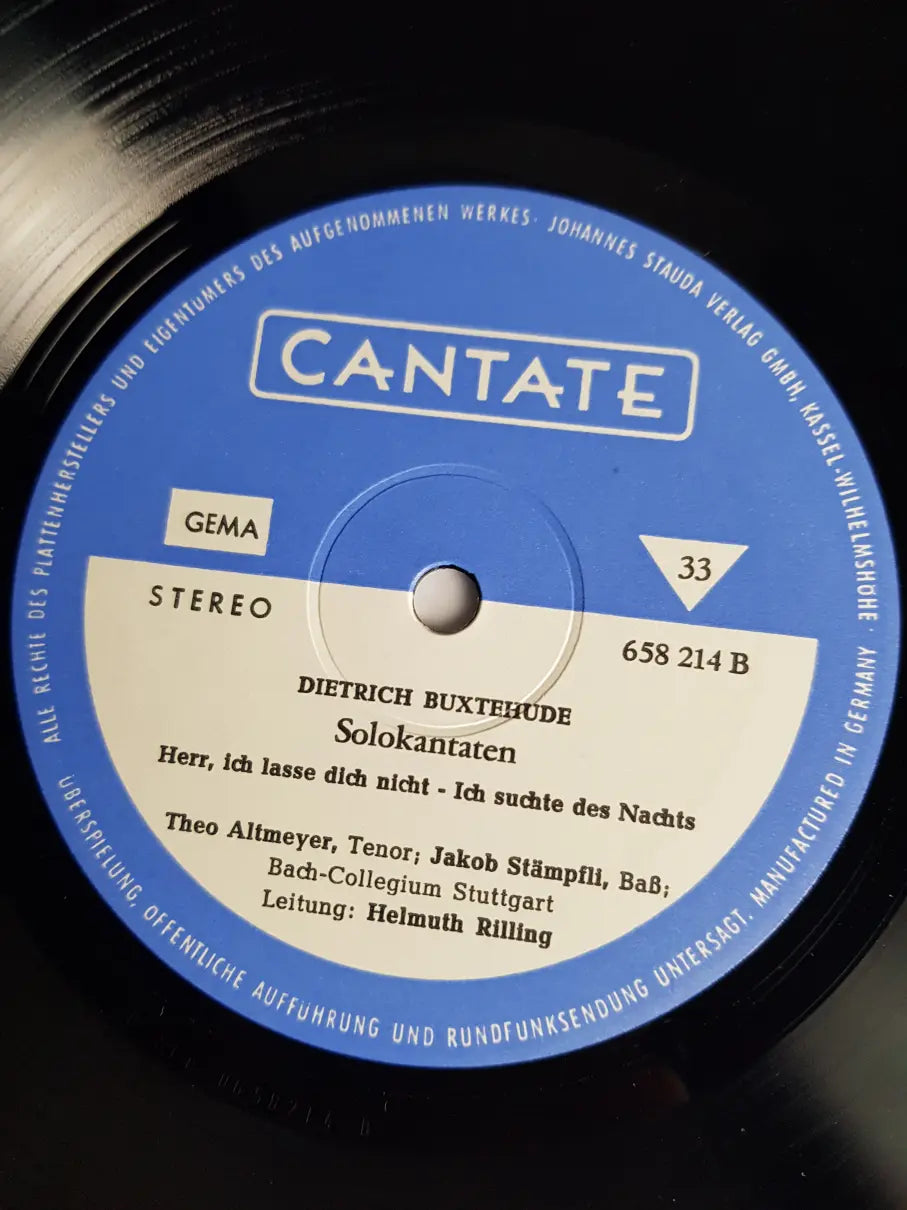 ALLE RECHTE DES PLATTENHERSTELLERS UND EIGENTÜMERS DES AUFGENOMMENEN WERKES·
JOHANNES STAUDA VERLAG GMBH, KASSEL-WILHELMSHÖHE ·
CANTATE
GEMA
33
STEREO
658 214 B
DIETRICH BUXTEHUDE
Solokantaten
Herr, ich lasse dich nicht - Ich suchte des Nachts
Theo Altmeyer, Tenor; Jakob Stämpfli, Baß;
Bach-Collegium Stuttgart
Leitung: Helmuth Rilling
ÜBERSPIELUNG, ÖFFENTLICHE AUFFÜHRUNG UND RUNDFUNKSENDUNG UNTERSAGT. MANUFACTURED IN GERMANY